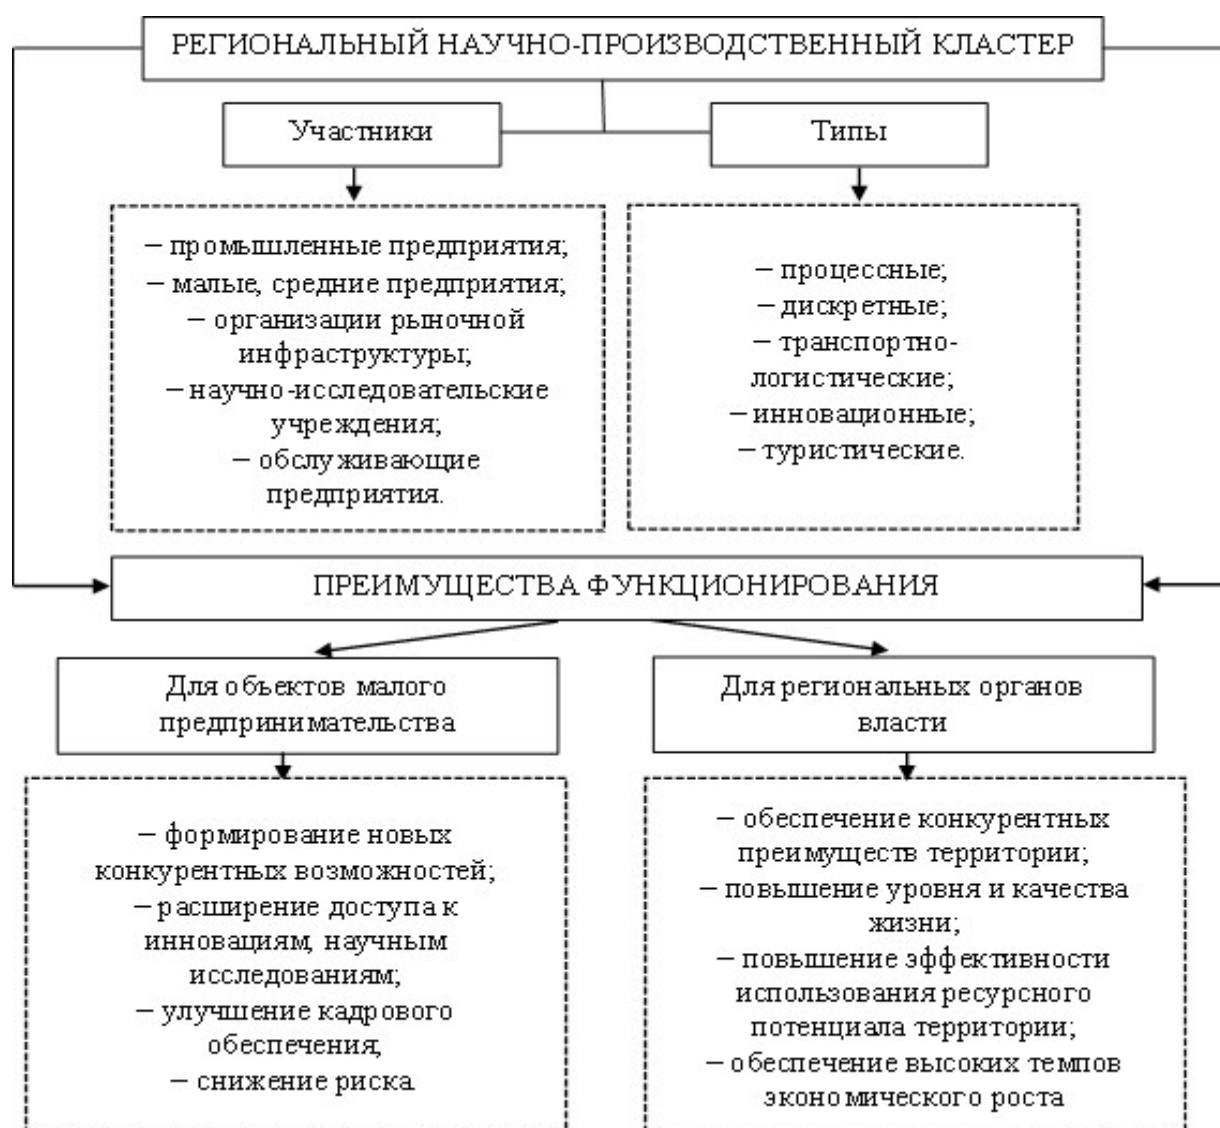 РЕГИОНАЛЬНЫЙ НАУЧНО-ПРОИЗВОДСТВЕННЫЙ КЛАСТЕР
Участники
Типы
– промышленные предприятия;
– малые, средние предприятия;
– организации рыночной
инфраструктуры;
– научно-исследовательские
учреждения;
– обслуживающие
предприятия.
– процессные;
– дискретные;
– транспортно-
логистические;
– инновационные;
– туристические.
ПРЕИМУЩЕСТВА ФУНКЦИОНИРОВАНИЯ
Для объектов малого
предпринимательства
Для региональных органов
власти
– формирование новых
конкурентных возможностей;
– расширение доступа к
инновациям, научным
исследованиям;
– улучшение кадрового
обеспечения;
– снижение риска
– обеспечение конкурентных
преимуществ территории;
– повышение уровня и качества
жизни;
– повышение эффективности
использования ресурсного
потенциала территории;
– обеспечение высоких темпов
экономического роста